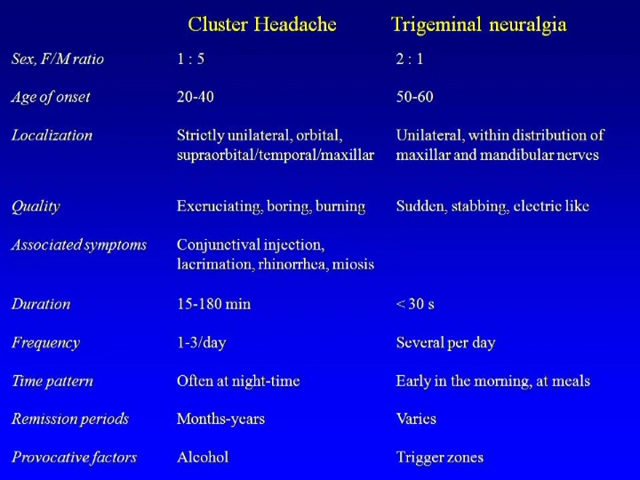 Cluster Headache Trigeminal neuralgia
Sex, F/M ratio 1 : 5 2 : 1
Age of onset 20-40 50-60
Localization Strictly unilateral, orbital, Unilateral, within distribution of
supraorbital/temporal/maxillar maxillar and mandibular nerves
Quality Excruciating, boring, burning Sudden, stabbing, electric like
Associated symptoms Conjunctival injection,
lacrimation, rhinorrhea, miosis
Duration 15-180 min < 30 s
Frequency 1-3/day Several per day
Time pattern Often at night-time Early in the morning, at meals
Remission periods Months-years Varies
Provocative factors Alcohol Trigger zones